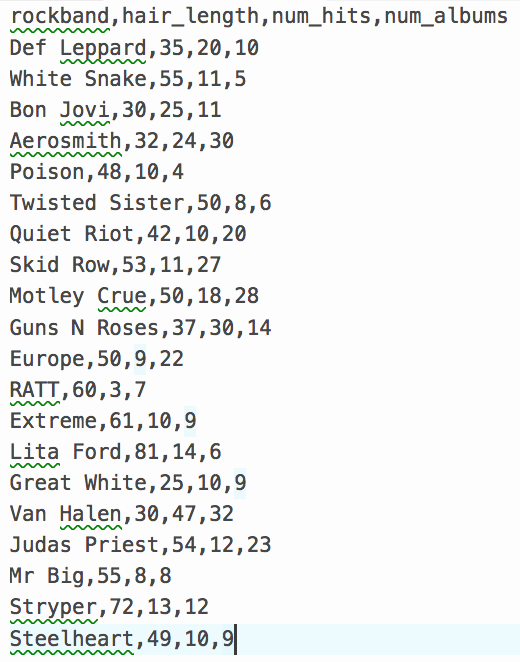 rockband,hair_length,num_hits,num_albums
Def Leppard,35,20,10
White Snake,55,11,5
Bon Jovi,30,25,11
Aerosmith,32,24,30
Poison,48,10,4
Twisted Sister,50,8,6
Quiet Riot,42,10,20
Skid Row,53,11,27
Motley Crue,50,18,28
Guns N Roses,37,30,14
Europe,50,9,22
RATT,60,3,7
Extreme,61,10,9
Lita Ford,81,14,6
Great White,25,10,9
Van Halen,30,47,32
Judas Priest,54,12,23
Mr Big,55,8,8
Stryper,72,13,12
Steelheart,49,10,9